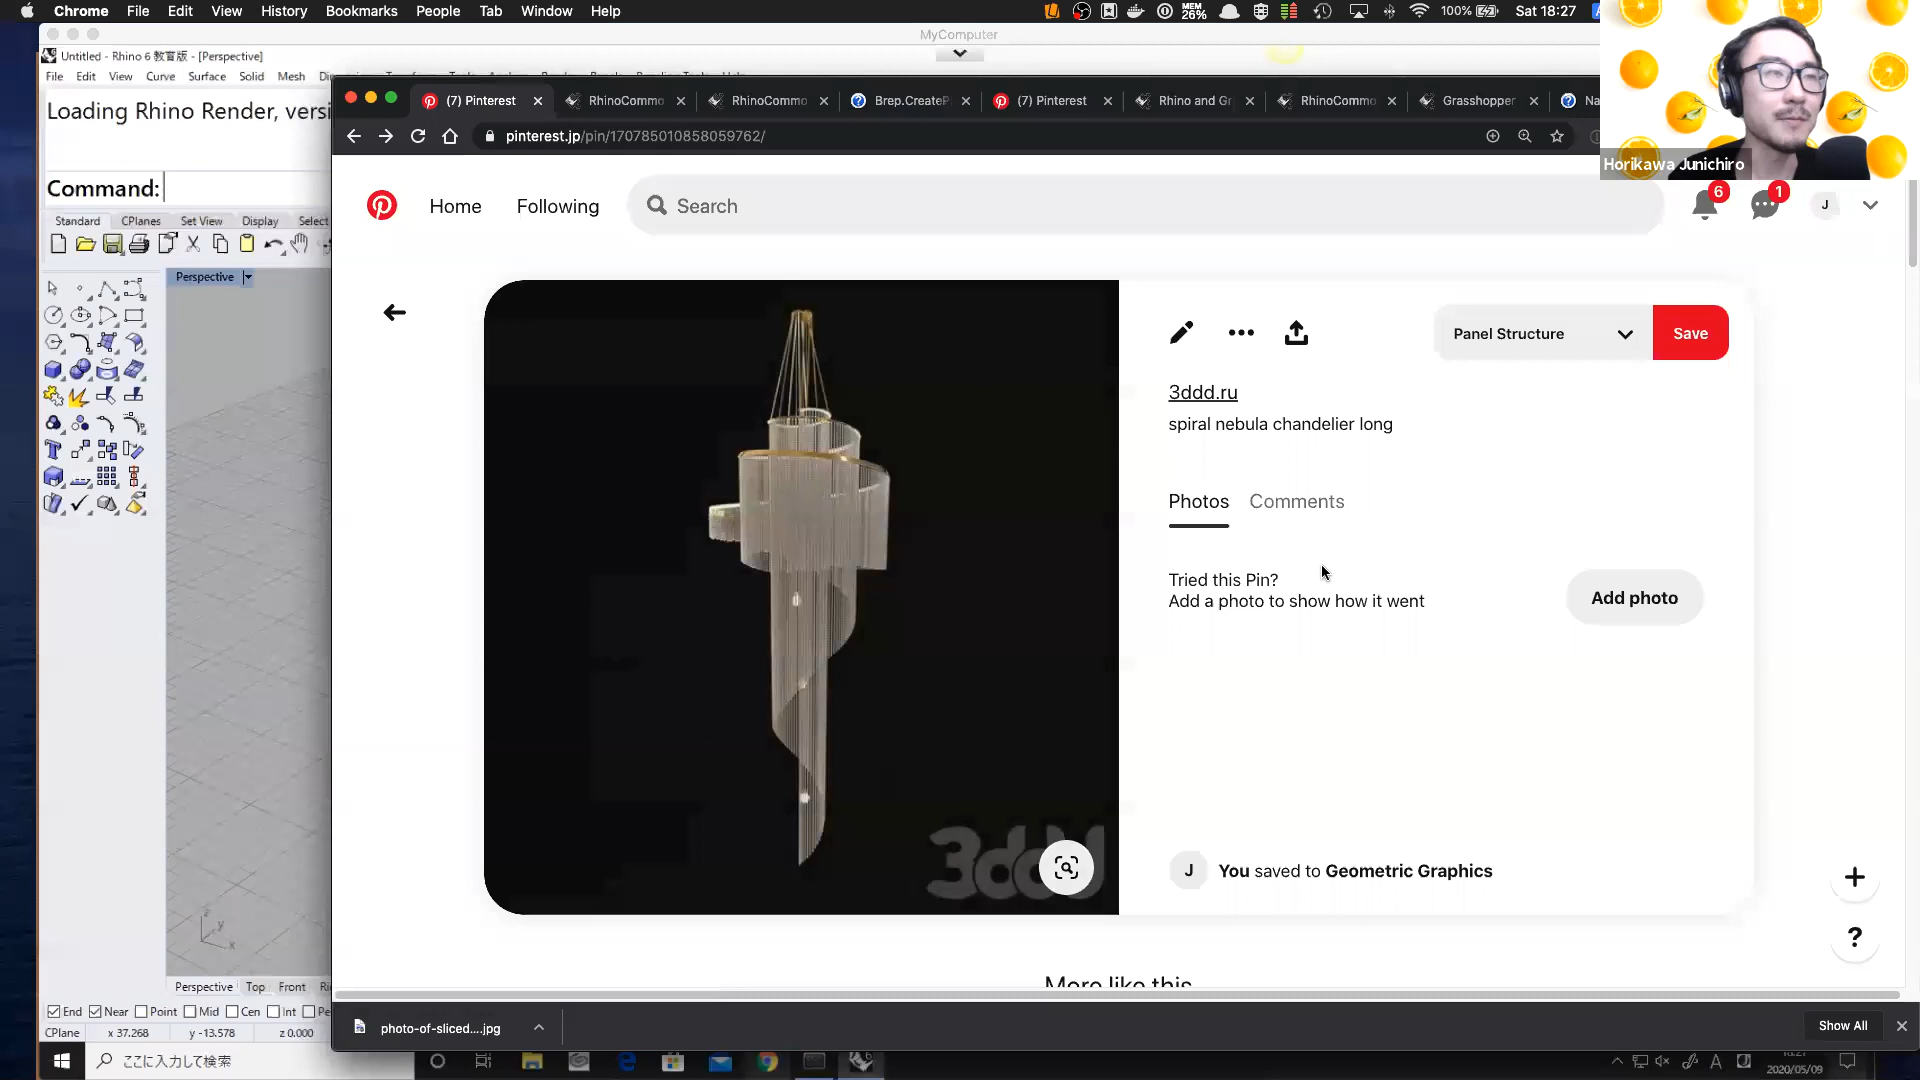 Chrome File Edit View History Bookmarks People Tab Window Help
MEM 26% 100% Sat 18:27
MyComputer
Untitled - Rhino 6 教育版 - [Perspective]
File Edit View Curve Surface Solid Mesh
Loading Rhino Render, versi
Command:
Standard CPlanes Set View Display Select
Perspective
(7) Pinterest RhinoCommo RhinoCommo Brep.CreateP (7) Pinterest Rhino and Gr RhinoCommo Grasshopper Na
pinterest.jp/pin/170785010858059762/
Horikawa Junichiro
Home Following Search
6 1 J
Panel Structure Save
3ddd.ru
spiral nebula chandelier long
Photos Comments
Tried this Pin?
Add a photo to show how it went
Add photo
3ddd
J You saved to Geometric Graphics
+
?
More like this
z y x
Perspective Top Front
End Near Point Mid Cen Int
CPlane x 37.268 y -13.578 z 0.000
photo-of-sliced....jpg
Show All
ここに入力して検索
A
2020/05/09